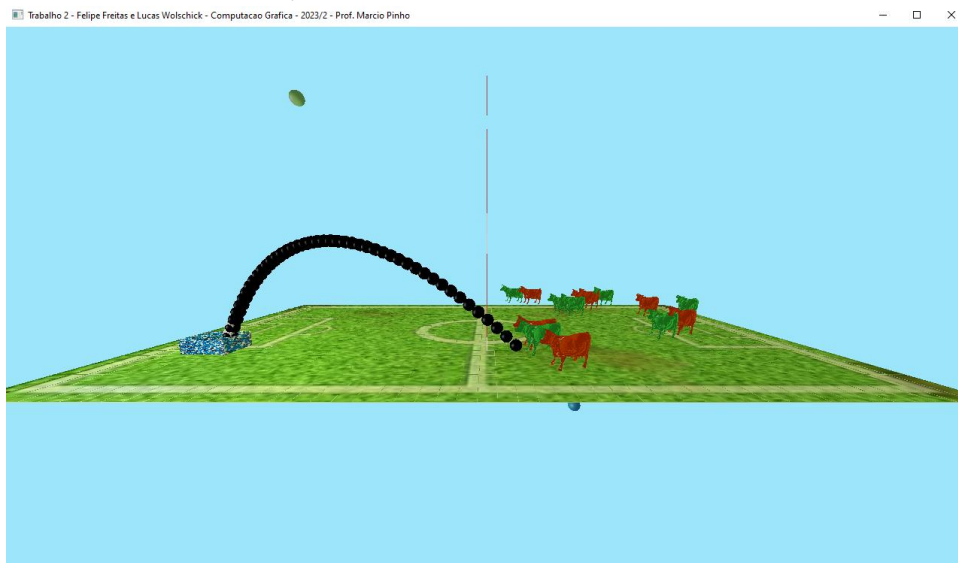 Trabalho 2 - Felipe Freitas e Lucas Wolschick - Computacao Grafica - 2023/2 - Prof. Marcio Pinho